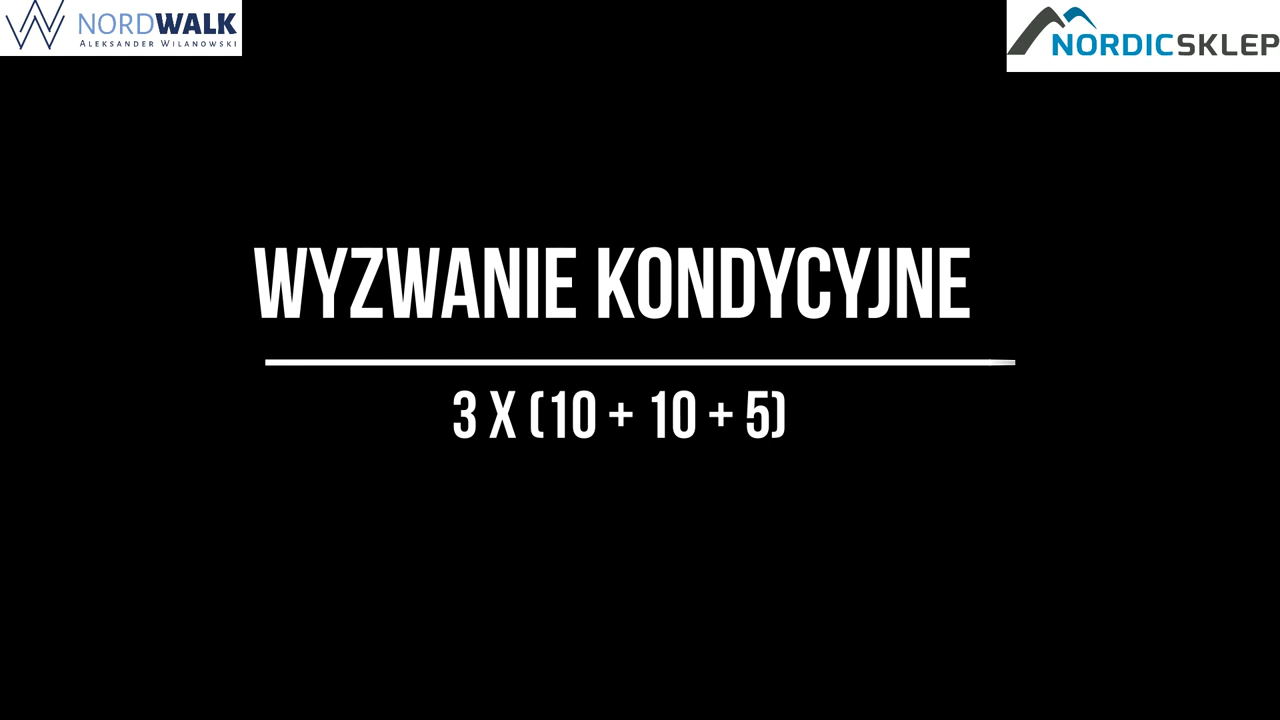 NORDWALK
ALEKSANDER WILANOWSKI
NORDICSKLEP
WYZWANIE KONDYCYJNE
3 X (10 + 10 + 5)